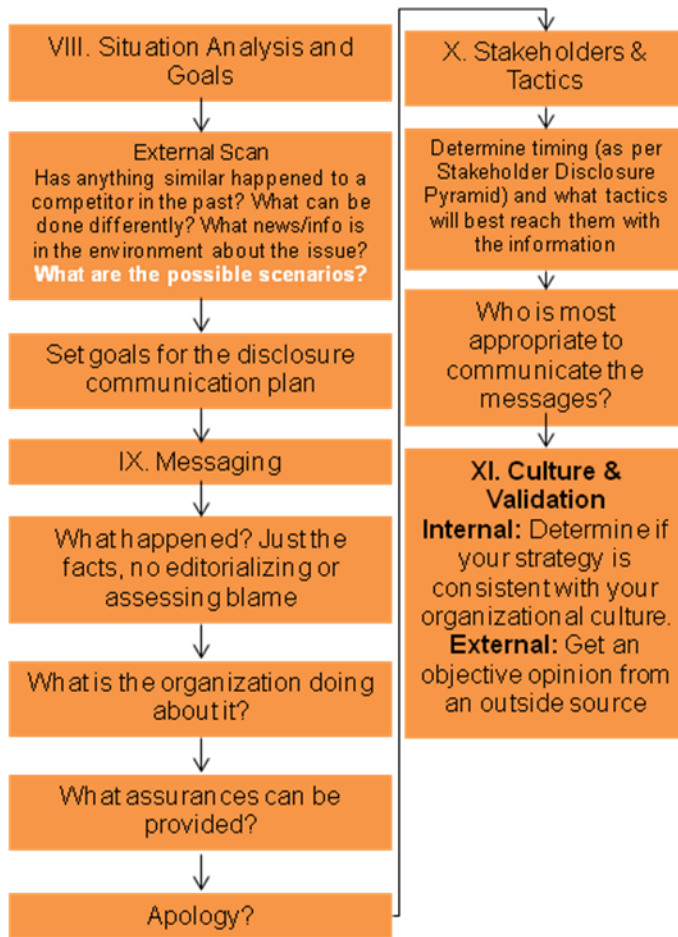 VIII. Situation Analysis and
Goals
External Scan
Has anything similar happened to a
competitor in the past? What can be
done differently? What news/info is
in the environment about the issue?
What are the possible scenarios?
Set goals for the disclosure
communication plan
IX. Messaging
What happened? Just the
facts, no editorializing or
assessing blame
What is the organization doing
about it?
What assurances can be
provided?
Apology?
X. Stakeholders &
Tactics
Determine timing (as per
Stakeholder Disclosure
Pyramid) and what tactics
will best reach them with
the information
Who is most
appropriate to
communicate the
messages?
XI. Culture &
Validation
Internal: Determine if
your strategy is
consistent with your
organizational culture.
External: Get an
objective opinion from
an outside source